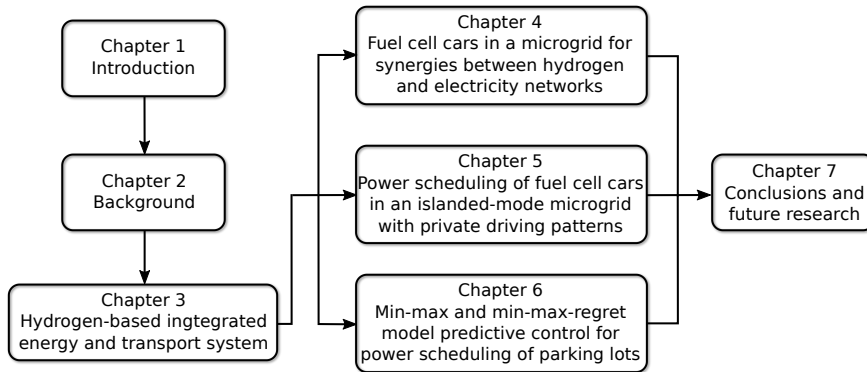 Chapter 1
Introduction
Chapter 2
Background
Chapter 3
Hydrogen-based ingtegrated
energy and transport system
Chapter 4
Fuel cell cars in a microgrid for
synergies between hydrogen
and electricity networks
Chapter 5
Power scheduling of fuel cell cars
in an islanded-mode microgrid
with private driving patterns
Chapter 6
Min-max and min-max-regret
model predictive control for
power scheduling of parking lots
Chapter 7
Conclusions and
future research